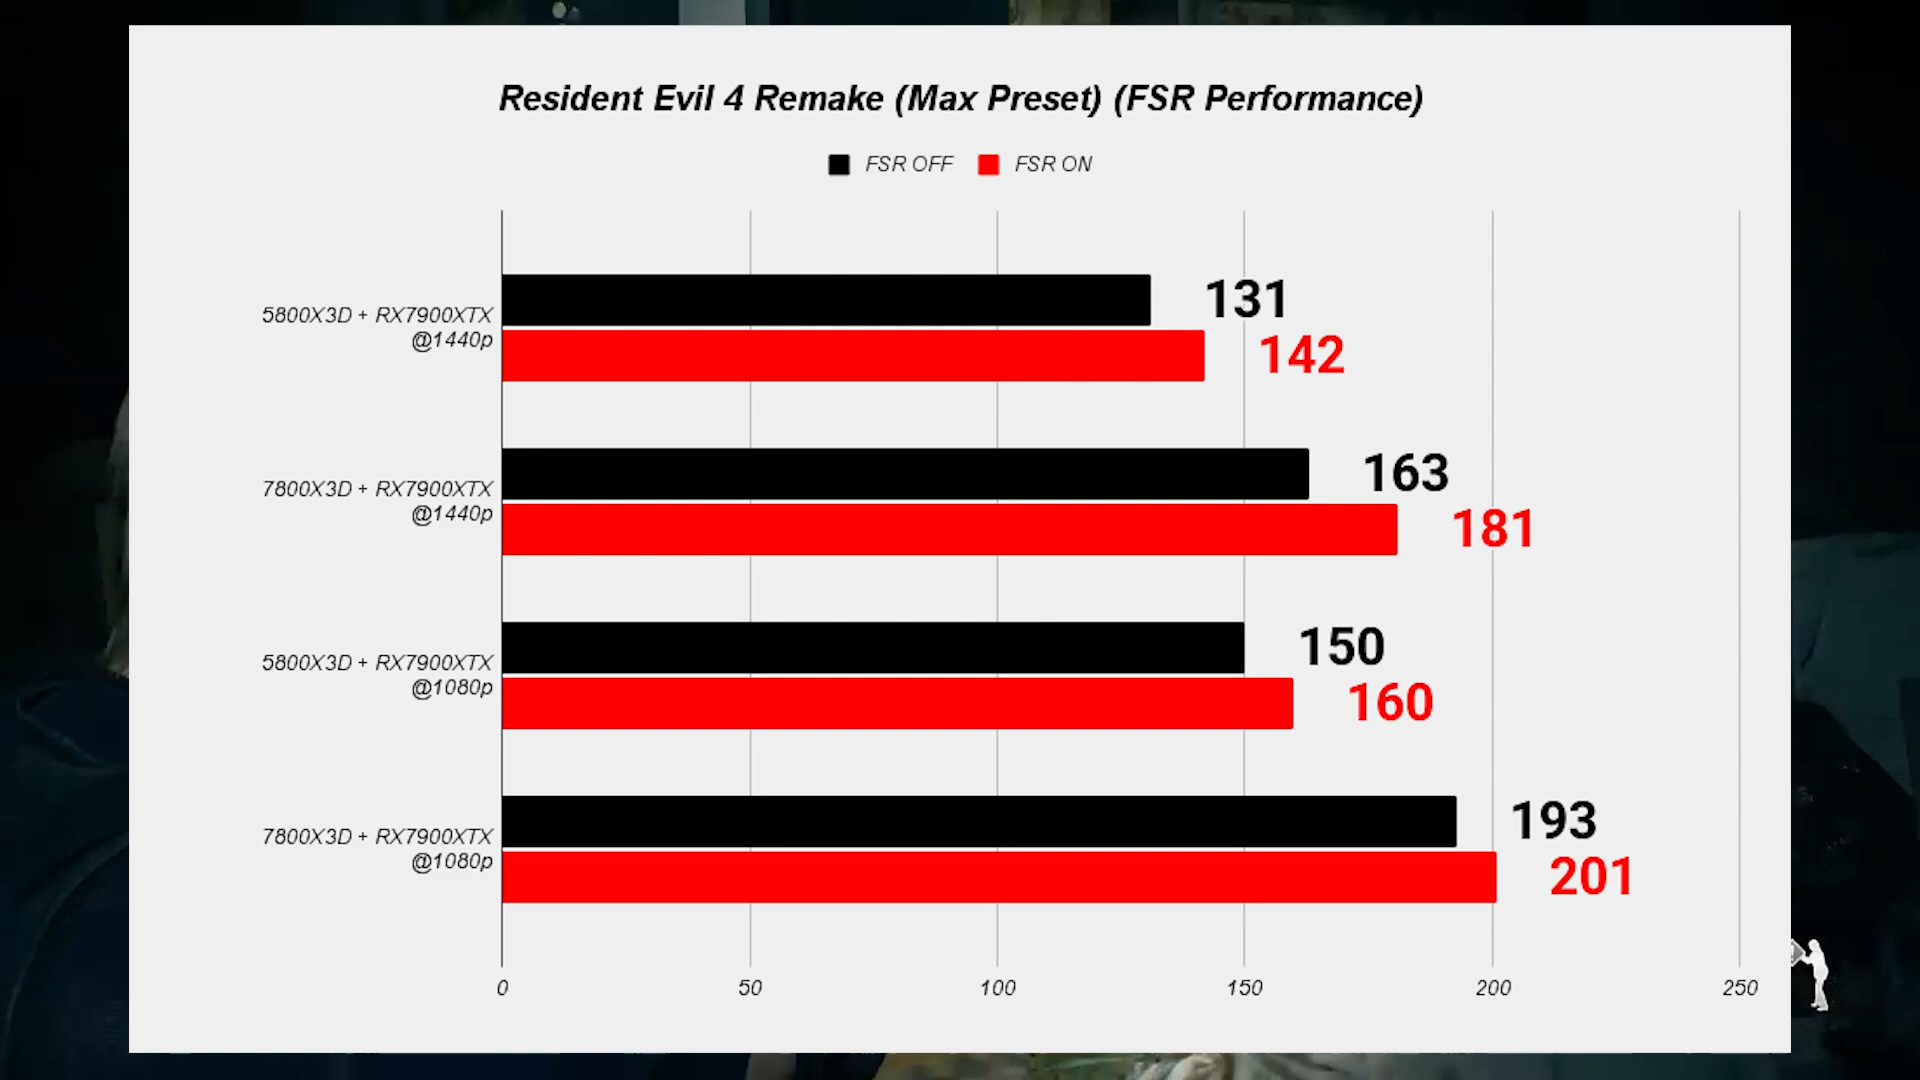 Resident Evil 4 Remake (Max Preset) (FSR Performance)
FSR OFF FSR ON
5800X3D + RX7900XTX
@1440p
131
142
7800X3D + RX7900XTX
@1440p
163
181
5800X3D + RX7900XTX
@1080p
150
160
7800X3D + RX7900XTX
@1080p
193
201
0 50 100 150 200 250